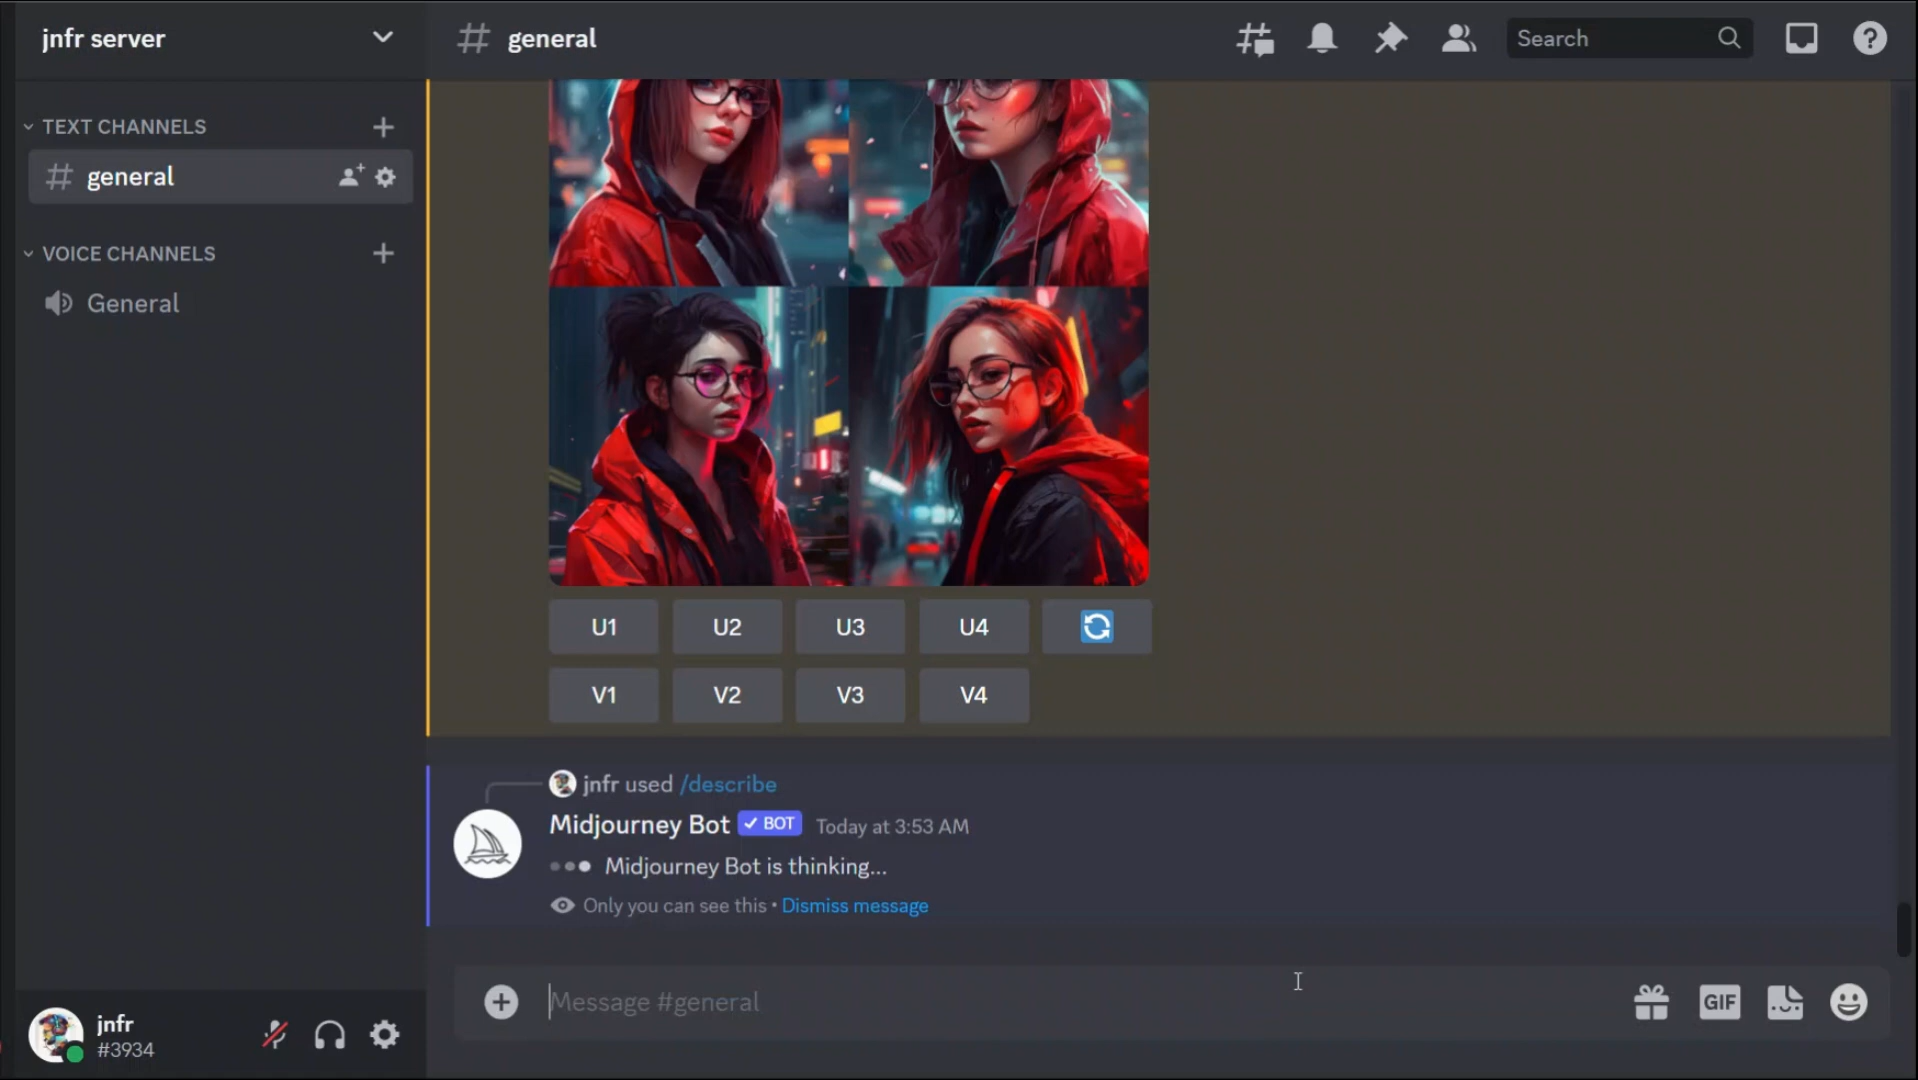 jnfr server
general
Search
TEXT CHANNELS
general
VOICE CHANNELS
General
U1 U2 U3 U4
V1 V2 V3 V4
jnfr used /describe
Midjourney Bot ✓ BOT Today at 3:53 AM
Midjourney Bot is thinking...
Only you can see this • Dismiss message
Message #general
GIF
jnfr
#3934